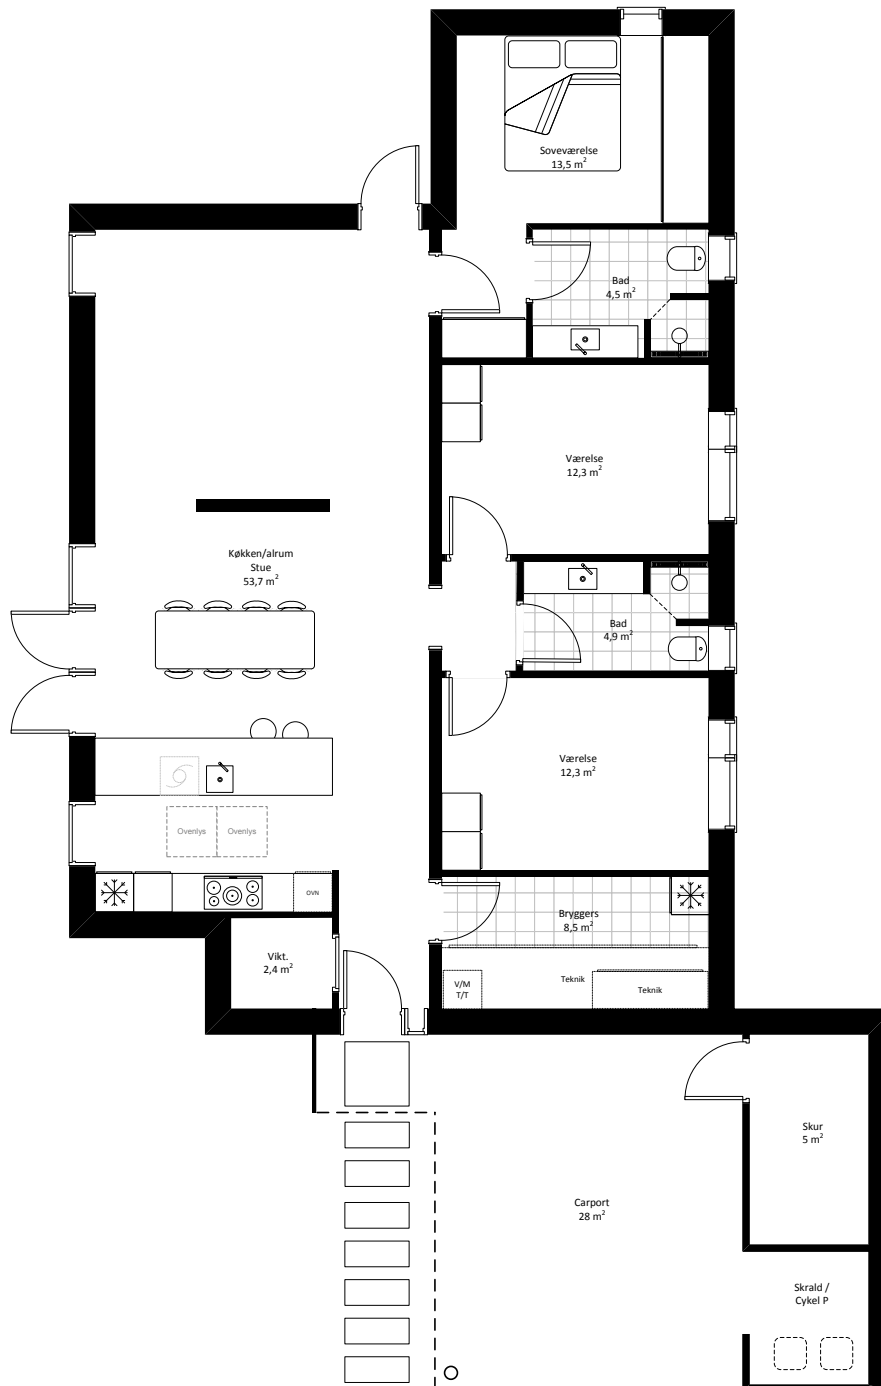 Soveværelse
13,5 m²
Bad
4,5 m²
Værelse
12,3 m²
Køkken/alrum
Stue
53,7 m²
Bad
4,9 m²
Værelse
12,3 m²
Ovenlys
Ovenlys
OVN
Bryggers
8,5 m²
Vikt.
2,4 m²
V/M
T/T
Teknik
Teknik
Skur
5 m²
Carport
28 m²
Skrald /
Cykel P